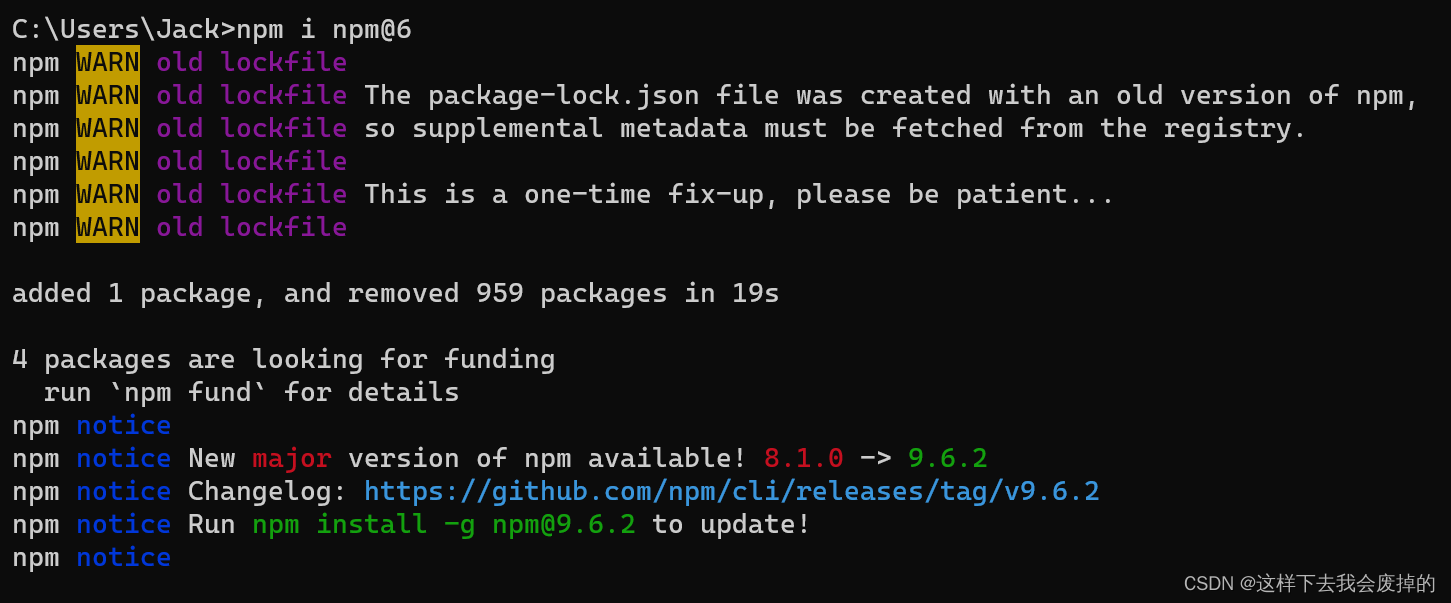 C:\Users\Jack>npm i npm@6
npm WARN old lockfile
npm WARN old lockfile The package-lock.json file was created with an old version of npm,
npm WARN old lockfile so supplemental metadata must be fetched from the registry.
npm WARN old lockfile
npm WARN old lockfile This is a one-time fix-up, please be patient...
npm WARN old lockfile
added 1 package, and removed 959 packages in 19s
4 packages are looking for funding
  run `npm fund` for details
npm notice
npm notice New major version of npm available! 8.1.0 -> 9.6.2
npm notice Changelog: https://github.com/npm/cli/releases/tag/v9.6.2
npm notice Run npm install -g npm@9.6.2 to update!
npm notice
CSDN @这样下去我会废掉的